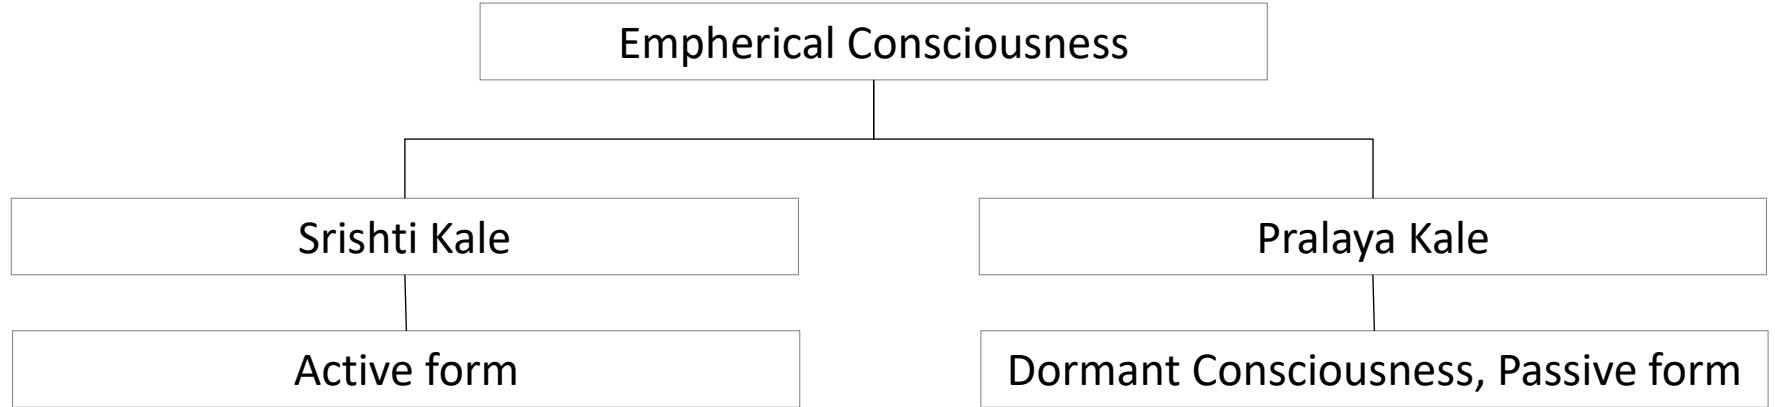 Empherical Consciousness
Srishti Kale
Pralaya Kale
Active form
Dormant Consciousness, Passive form